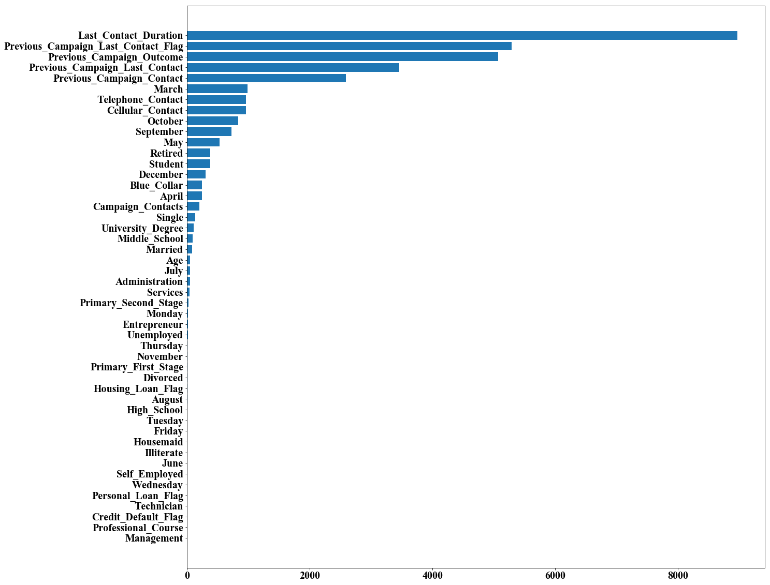 Last_Contact_Duration
Previous_Campaign_Last_Contact_Flag
Previous_Campaign_Outcome
Previous_Campaign_Last_Contact
Previous_Campaign_Contact
March
Telephone_Contact
Cellular_Contact
October
September
May
Retired
Student
December
Blue_Collar
April
Campaign_Contacts
Single
University_Degree
Middle_School
Married
Age
July
Administration
Services
Primary_Second_Stage
Monday
Entrepreneur
Unemployed
Thursday
November
Primary_First_Stage
Divorced
Housing_Loan_Flag
August
High_School
Tuesday
Friday
Housemaid
Illiterate
June
Self_Employed
Wednesday
Personal_Loan_Flag
Technician
Credit_Default_Flag
Professional_Course
Management
0 2000 4000 6000 8000